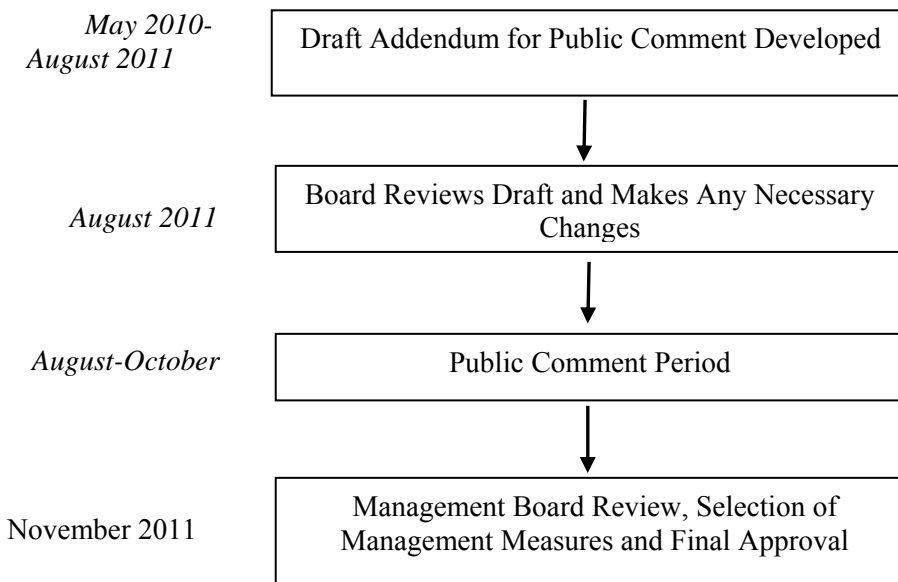 May 2010-
August 2011
Draft Addendum for Public Comment Developed
August 2011
Board Reviews Draft and Makes Any Necessary
Changes
August-October
Public Comment Period
November 2011
Management Board Review, Selection of
Management Measures and Final Approval